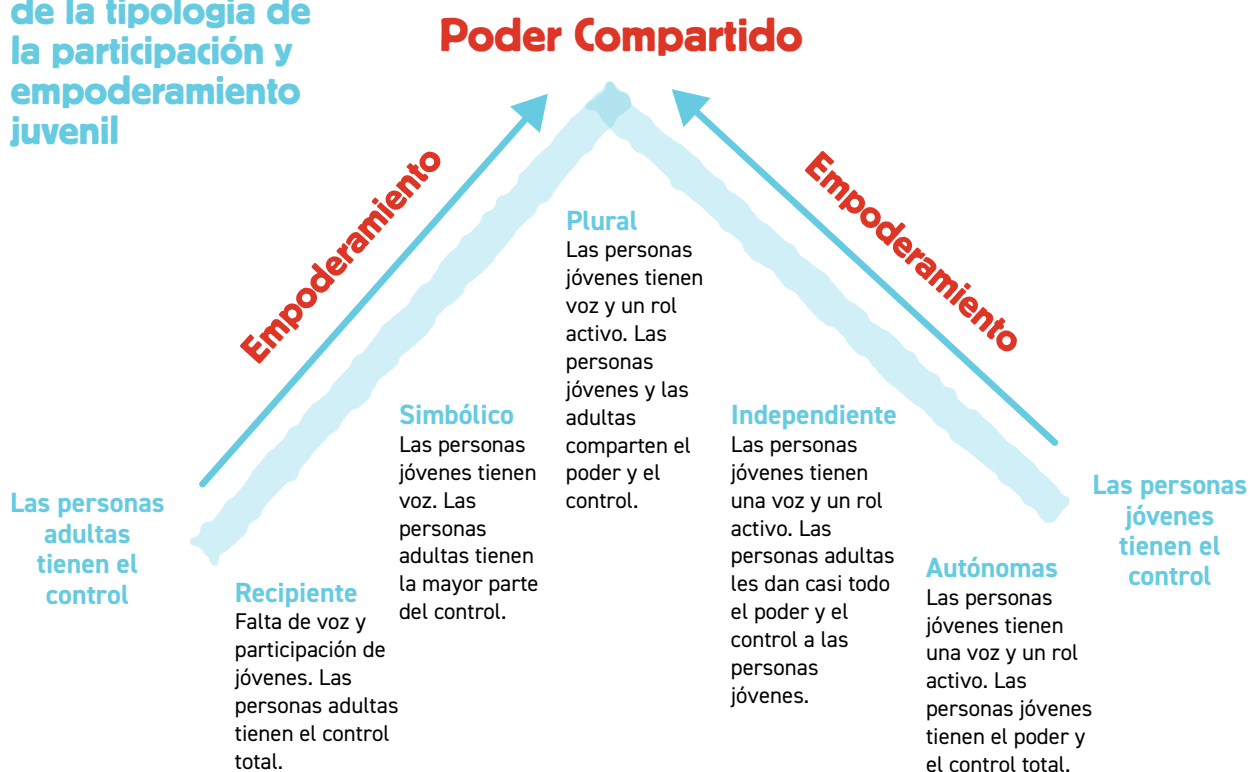 de la tipología de
la participación y
empoderamiento
juvenil
Poder Compartido
Empoderamiento
Empoderamiento
Las personas
adultas
tienen el
control
Recipiente
Falta de voz y
participación de
jóvenes. Las
personas adultas
tienen el control
total.
Simbólico
Las personas
jóvenes tienen
voz. Las
personas
adultas tienen
la mayor parte
del control.
Plural
Las personas
jóvenes tienen
voz y un rol
activo. Las
personas
jóvenes y las
adultas
comparten el
poder y el
control.
Independiente
Las personas
jóvenes tienen
una voz y un rol
activo. Las
personas adultas
les dan casi todo
el poder y el
control a las
personas
jóvenes.
Autónomas
Las personas
jóvenes tienen
una voz y un rol
activo. Las
personas jóvenes
tienen el poder y
el control total.
Las personas
jóvenes
tienen el
control